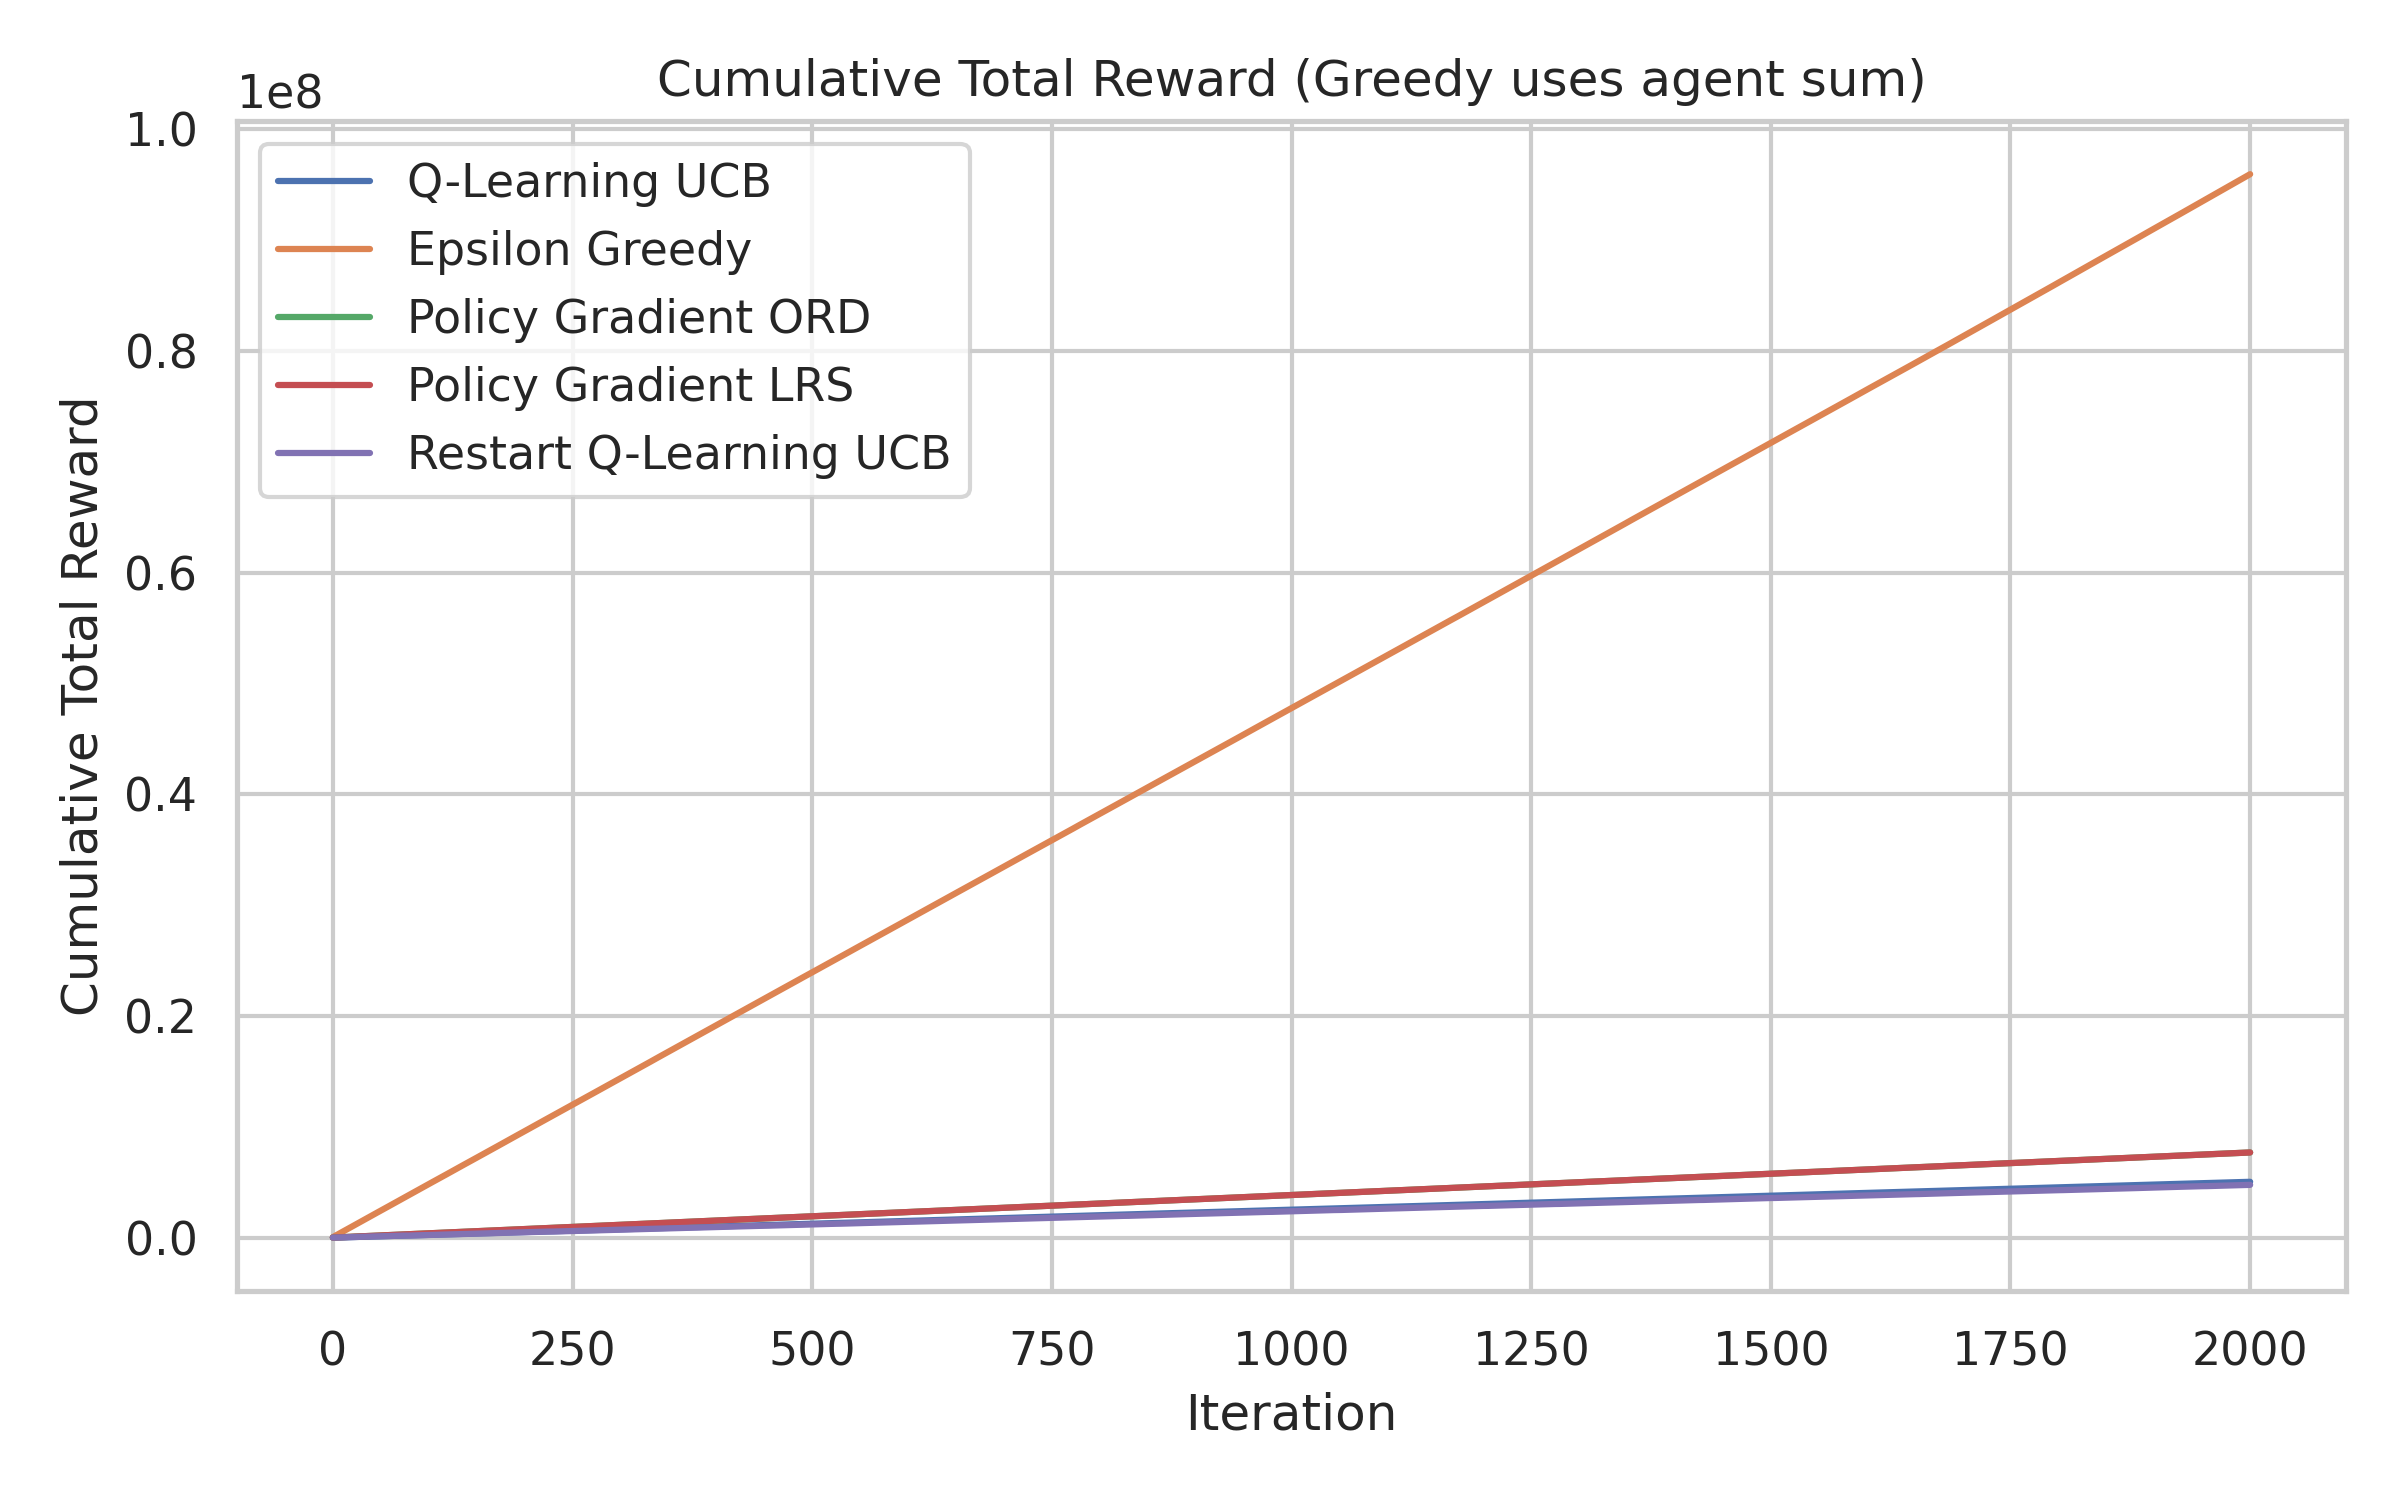 Cumulative Total Reward (Greedy uses agent sum)
1e8
1.0
0.8
0.6
0.4
0.2
0.0
Cumulative Total Reward
Q-Learning UCB
Epsilon Greedy
Policy Gradient ORD
Policy Gradient LRS
Restart Q-Learning UCB
0 250 500 750 1000 1250 1500 1750 2000
Iteration